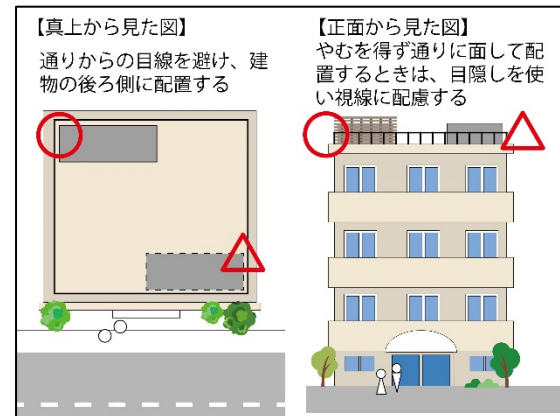 【真上から見た図】
通りからの目線を避け、建
物の後ろ側に配置する
【正面から見た図】
やむを得ず通りに面して配
置するときは、目隠しを使
い視線に配慮する